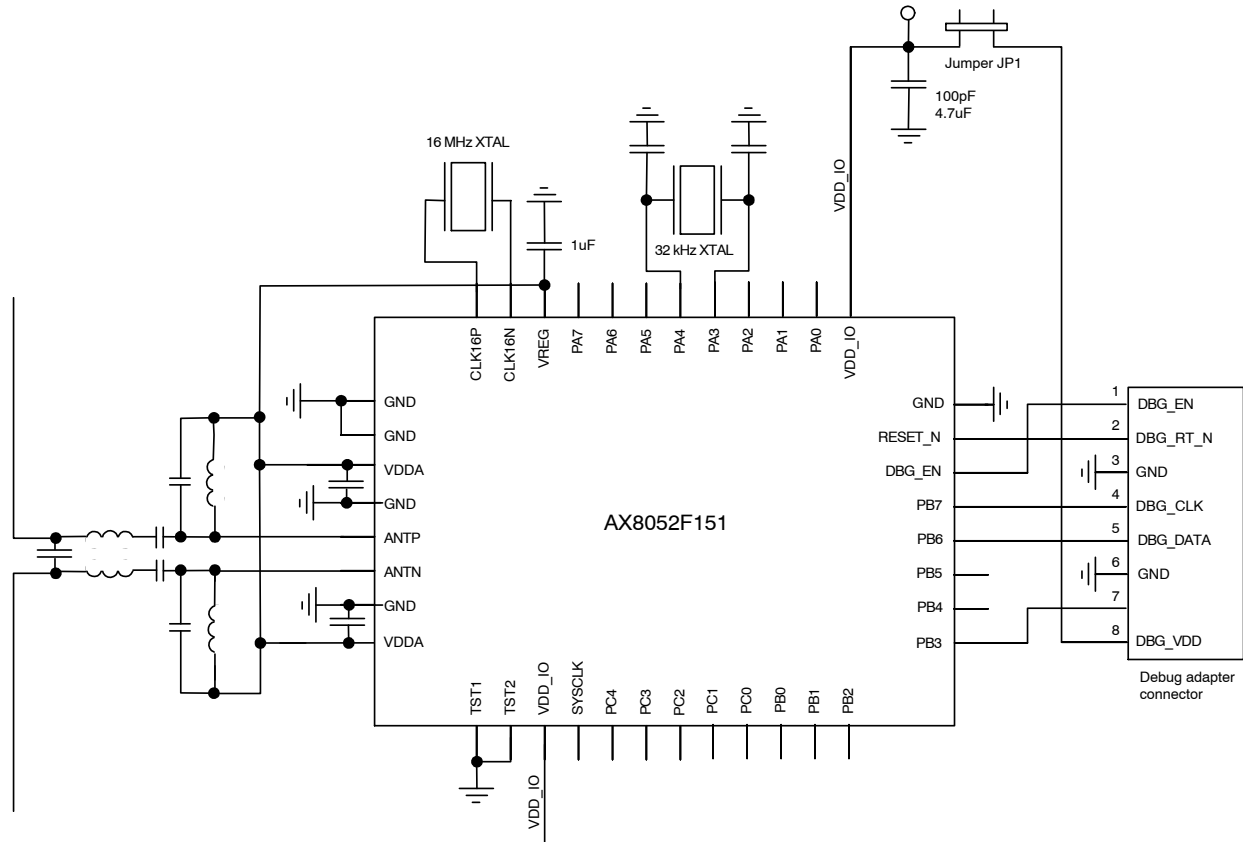 Jumper JP1
100pF
4.7uF
16 MHz XTAL
VDD_IO
1uF
32 kHz XTAL
CLK16P
CLK16N
VREG
PA7
PA6
PA5
PA4
PA3
PA2
PA1
PA0
VDD_IO
GND
GND
VDDA
GND
ANTP
ANTN
GND
VDDA
AX8052F151
GND
RESET_N
DBG_EN
PB7
PB6
PB5
PB4
PB3
1
DBG_EN
2
DBG_RT_N
3
GND
4
DBG_CLK
5
DBG_DATA
6
GND
7
8
DBG_VDD
Debug adapter
connector
TST1
TST2
VDD_IO
SYSCLK
PC4
PC3
PC2
PC1
PC0
PB0
PB1
PB2
VDD_IO